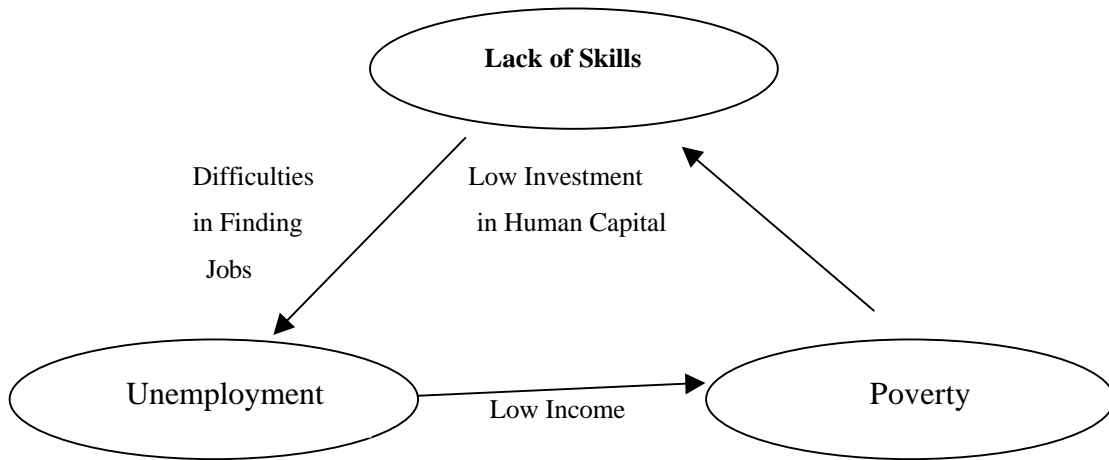 Lack of Skills
Difficulties
in Finding
Jobs
Low Investment
in Human Capital
Unemployment
Low Income
Poverty